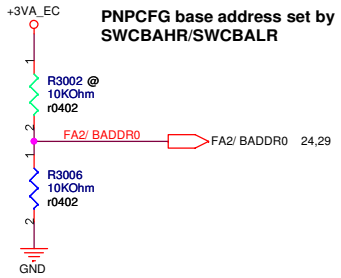 +3VA_EC
PNPCFG base address set by
SWCBAHR/SWCBALR
1
R3002 @
10KOhm
r0402
2
FA2/ BADDR0
FA2/ BADDR0 24,29
1
R3006
10KOhm
r0402
2
GND